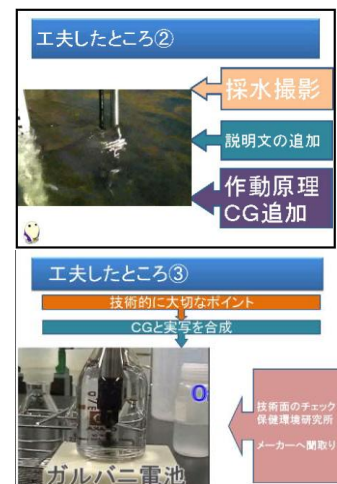 工夫したところ②
採水撮影
説明文の追加
作動原理
CG追加
工夫したところ③
技術的に大切なポイント
CGと実写を合成
O
技術面のチェック
保健環境研究所
メーカーへ聞取り
ガルバニ電池